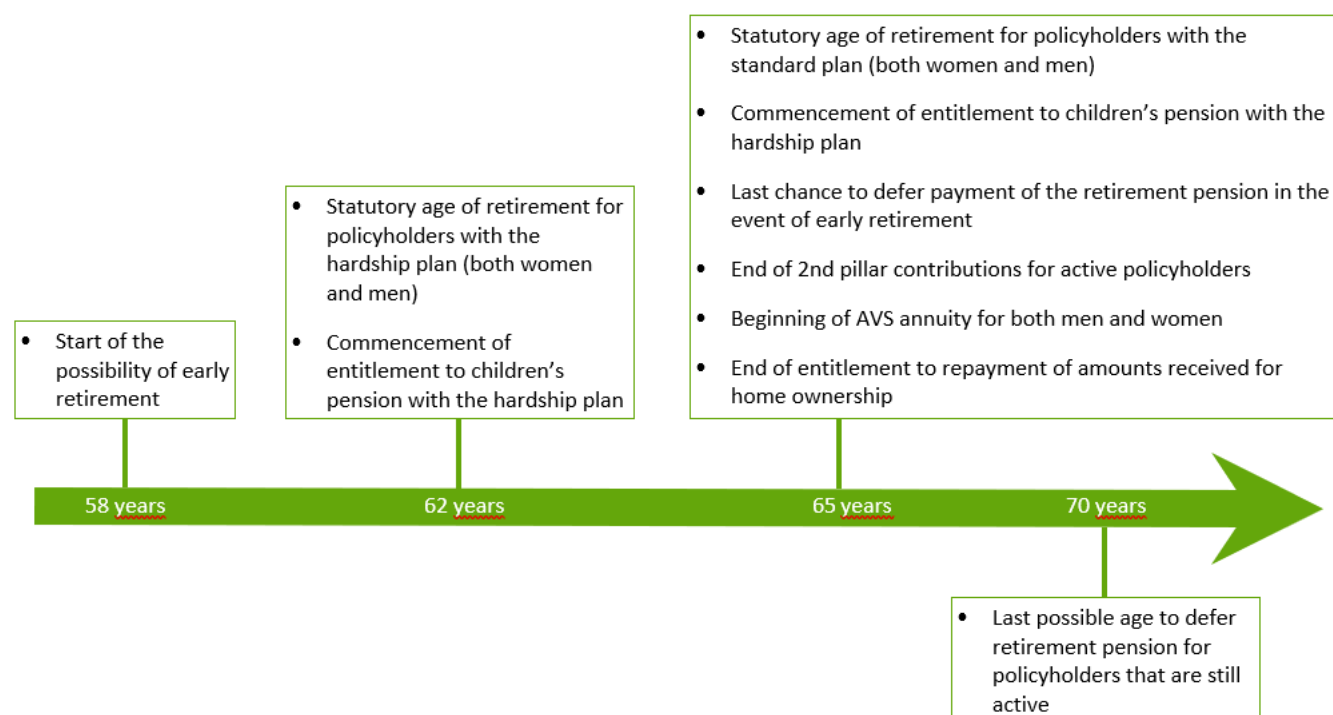 • Start of the
possibility of early
retirement
• Statutory age of retirement for
policyholders with the
hardship plan (both women
and men)
• Commencement of
entitlement to children’s
pension with the hardship plan
• Statutory age of retirement for policyholders with the
standard plan (both women and men)
• Commencement of entitlement to children’s pension with the
hardship plan
• Last chance to defer payment of the retirement pension in the
event of early retirement
• End of 2nd pillar contributions for active policyholders
• Beginning of AVS annuity for both men and women
• End of entitlement to repayment of amounts received for
home ownership
58 years
62 years
65 years
70 years
• Last possible age to defer
retirement pension for
policyholders that are still
active